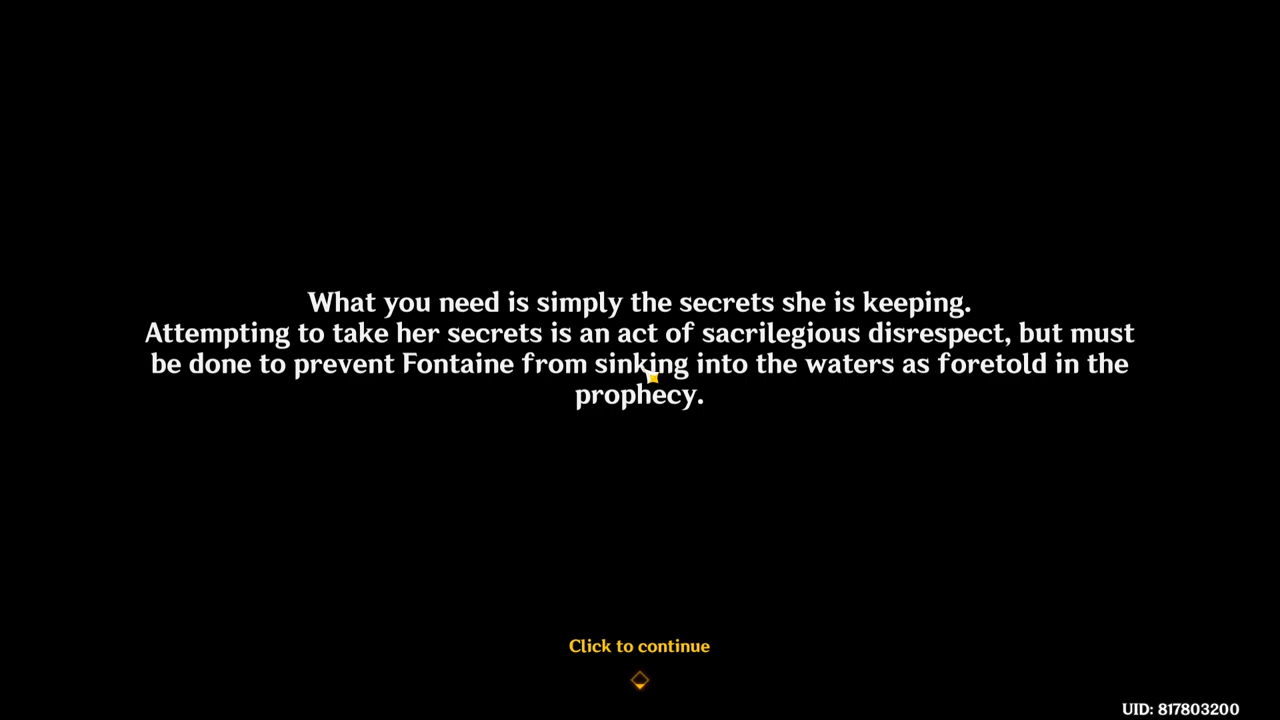 What you need is simply the secrets she is keeping.
Attempting to take her secrets is an act of sacrilegious disrespect, but must
be done to prevent Fontaine from sinking into the waters as foretold in the
prophecy.
Click to continue
UID: 817803200